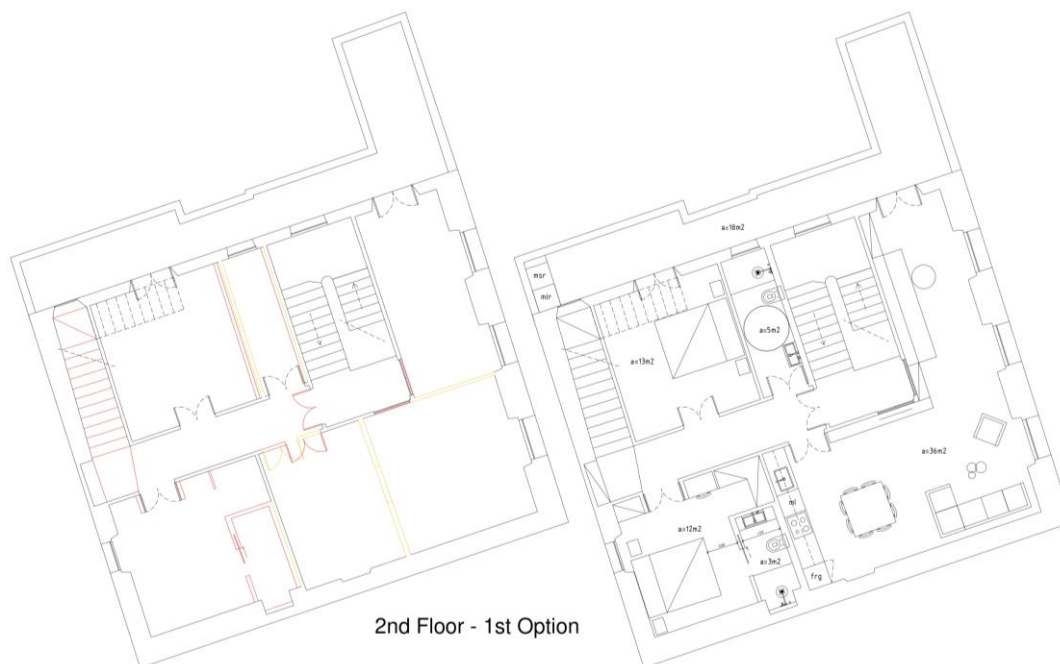 a=18m2
msr
mlr
a=5m2
a=13m2
a=36m2
ml
a=12m2
a=3m2
frg
2nd Floor - 1st Option